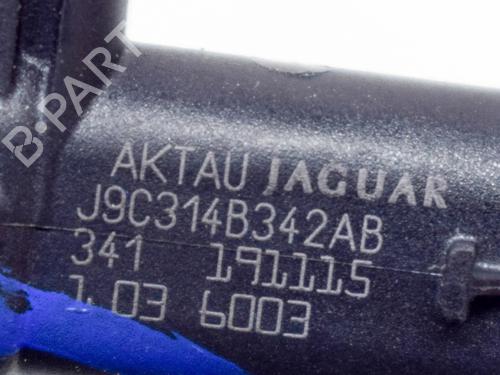 B-PARTS
AKTAU JAGUAR
J9C314B342AB
341 191115
1 03 6003